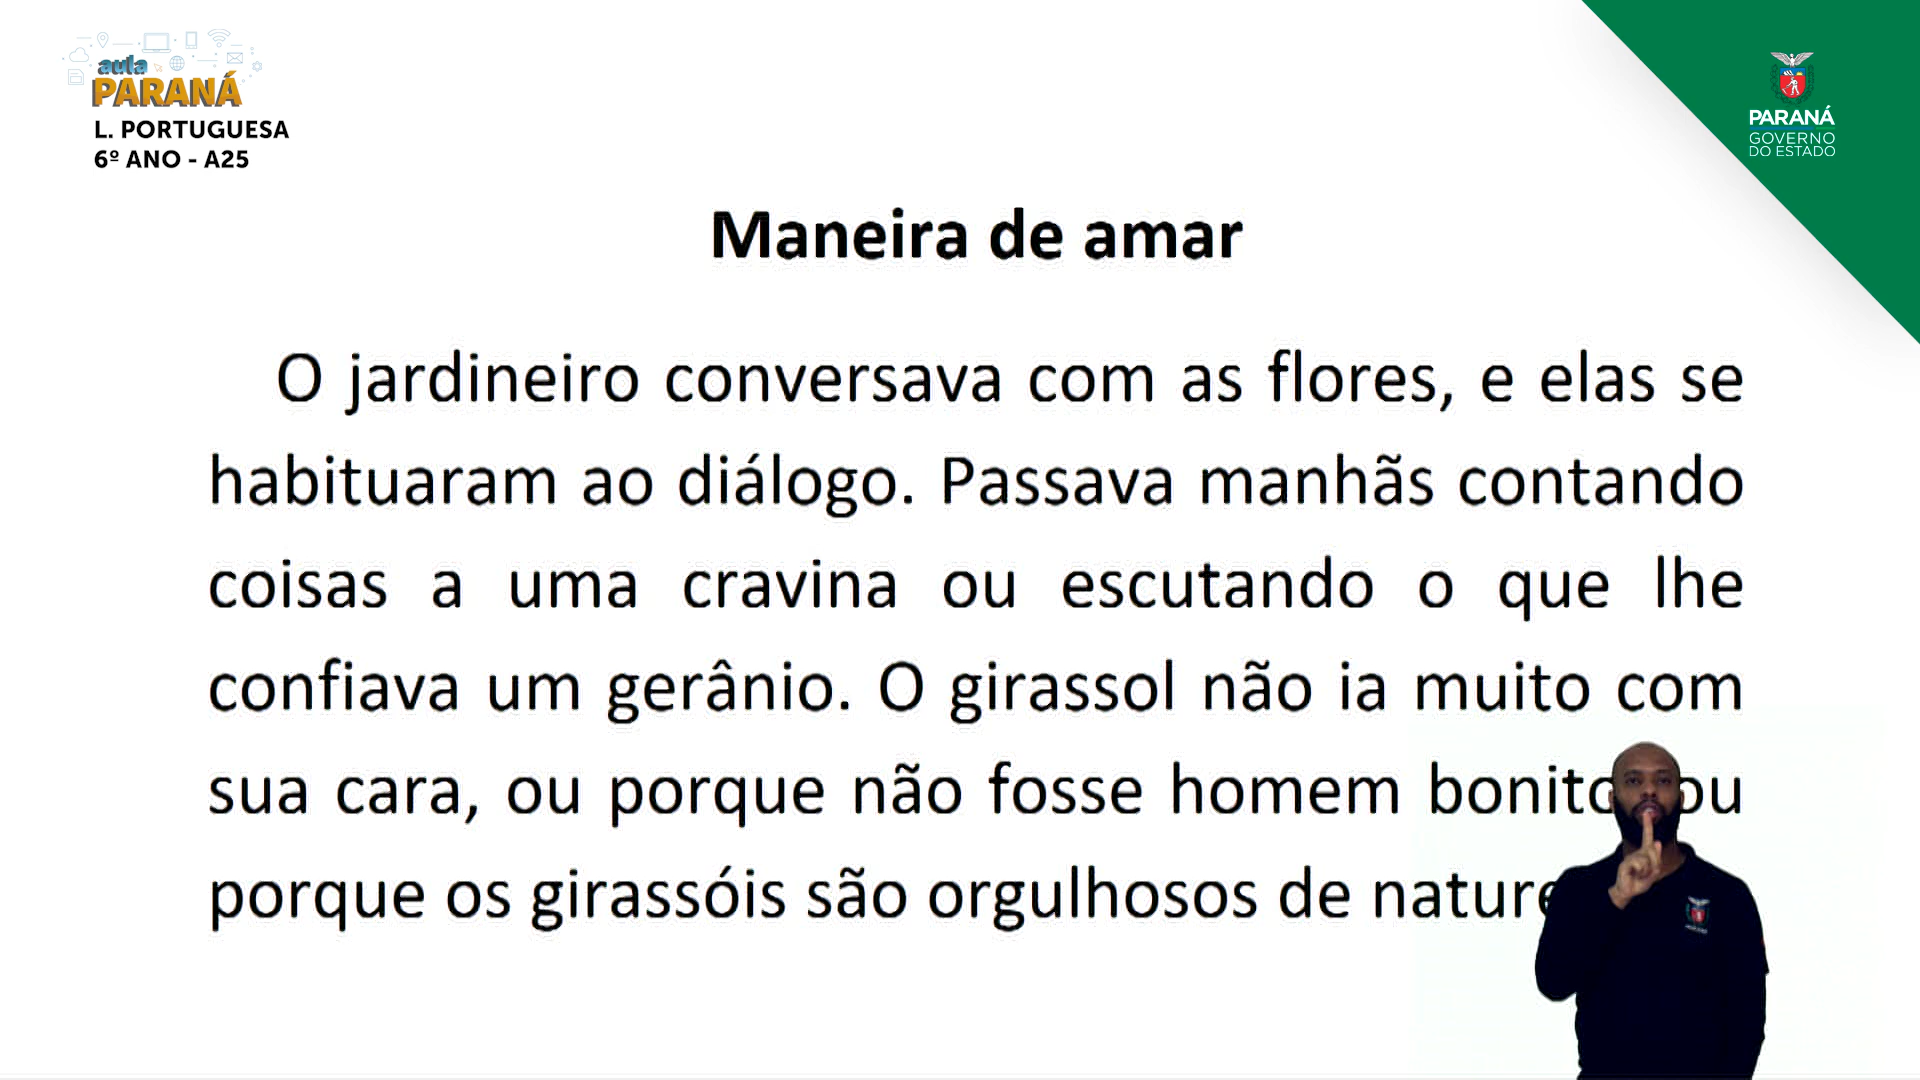 aula
PARANÁ
L. PORTUGUESA
6º ANO - A25
PARANÁ
GOVERNO
DO ESTADO
Maneira de amar
O jardineiro conversava com as flores, e elas se
habituaram ao diálogo. Passava manhãs contando
coisas a uma cravina ou escutando o que lhe
confiava um gerânio. O girassol não ia muito com
sua cara, ou porque não fosse homem bonito ou
porque os girassóis são orgulhosos de